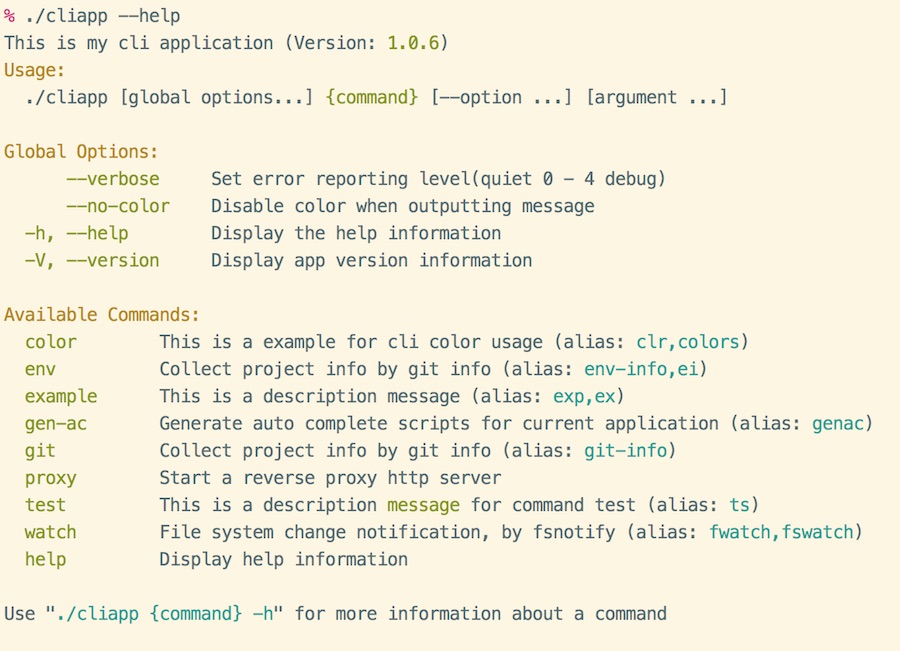 % ./cliapp --help
This is my cli application (Version: 1.0.6)
Usage:
  ./cliapp [global options...] {command} [--option ...] [argument ...]

Global Options:
      --verbose     Set error reporting level(quiet 0 - 4 debug)
      --no-color    Disable color when outputting message
  -h, --help        Display the help information
  -V, --version     Display app version information

Available Commands:
  color        This is a example for cli color usage (alias: clr,colors)
  env          Collect project info by git info (alias: env-info,ei)
  example      This is a description message (alias: exp,ex)
  gen-ac       Generate auto complete scripts for current application (alias: genac)
  git          Collect project info by git info (alias: git-info)
  proxy        Start a reverse proxy http server
  test         This is a description message for command test (alias: ts)
  watch        File system change notification, by fsnotify (alias: fwatch,fswatch)
  help         Display help information

Use "./cliapp {command} -h" for more information about a command